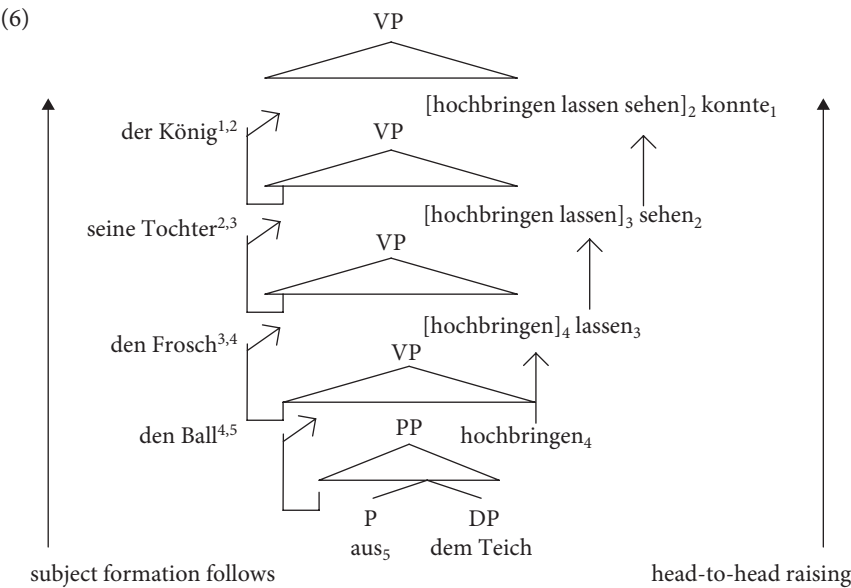 (6)
VP
[hochbringen lassen sehen]₂ konnte₁
der König¹,²
VP
[hochbringen lassen]₃ sehen₂
seine Tochter²,³
VP
[hochbringen]₄ lassen₃
den Frosch³,⁴
VP
den Ball⁴,⁵
PP
hochbringen₄
P DP
aus₅ dem Teich
subject formation follows head-to-head raising